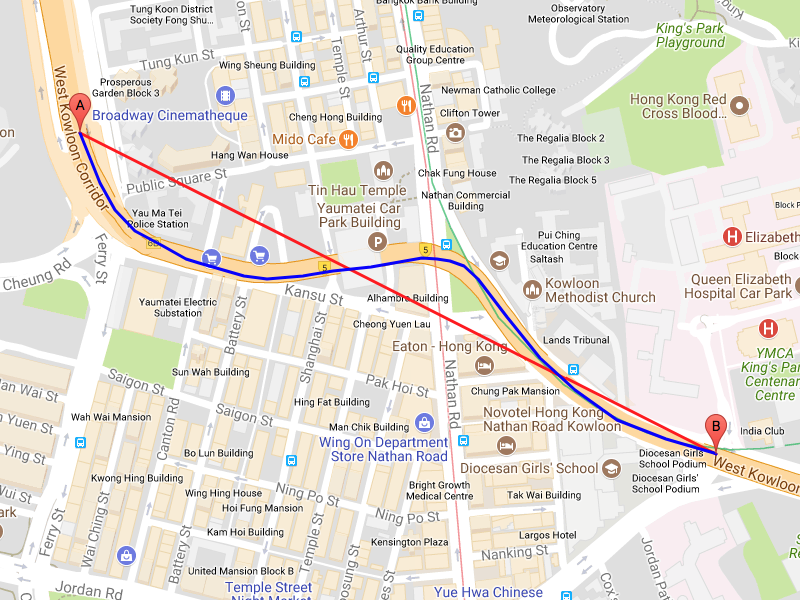 Bangkok Bank Building
Tung Koon District
Society Fong Shu...
Observatory
Meteorological Station
King's Park
Playground
Arthur St
Temple St
Tung Kun St
Quality Education
Group Centre
Wing Sheung Building
West Kowloon Corridor
Prosperous
Garden Block 3
Nathan Rd
Newman Catholic College
Hong Kong Red
Cross Blood...
A
Broadway Cinematheque
Cheng Hong Building
Clifton Tower
Mido Cafe
The Regalia Block 2
Hang Wan House
The Regalia Block 3
Chak Fung House
The Regalia Block 5
Public Square St
Tin Hau Temple
Nathan Commercial
Building
Yaumatei Car
Park Building
Yau Ma Tei
Police Station
Block P
Pui Ching
Education Centre
Saltash
P
H
Elizabeth
5
5
Block
Ferry St
Cheung Rd
Queen Elizabeth
Hospital Car Park
Kowloon
Methodist Church
Kansu St
Alhambra Building
Yaumatei Electric
Substation
Battery St
Shanghai St
Cheong Yuen Lau
H
Lands Tribunal
Eaton - Hong Kong
YMCA
King's Par
Centenar
Centre
Sun Wah Building
Saigon St
Pak Hoi St
Nathan Rd
Chung Pak Mansion
an Wai St
Hing Fat Building
Saigon St
Novotel Hong Kong
Nathan Road Kowloon
Wah Wai Mansion
Canton Rd
B
n Yuen St
Man Chik Building
India Club
Wing On Department
Store Nathan Road
Ying St
Bo Lun Building
Diocesan Girls'
School Podium
West Kowloon
Diocesan Girls' School
Kwong Hing Building
Diocesan Girls'
School Podium
Wui St
Wing Hing House
Ning Po St
Bright Growth
Medical Centre
Tak Wai Building
Wai Ching St
Hoi Fung Mansion
ark
Ferry St
Ning Po St
Kam Hoi Building
Largos Hotel
Temple St
Kensington Plaza
Nanking St
Battery St
Jordan Pat
United Mansion Block B
Jordan Rd
Temple Street
Night Market
Yue Hwa Chinese
Cox's